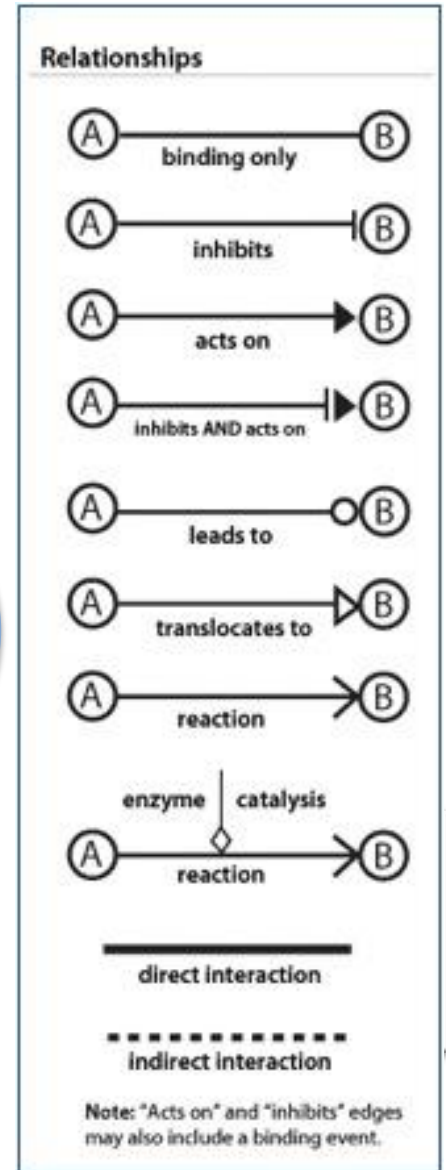 Relationships
A B
binding only
A B
inhibits
A B
acts on
A B
inhibits AND acts on
A B
leads to
A B
translocates to
A B
reaction
enzyme catalysis
A B
reaction
direct interaction
indirect interaction
Note: "Acts on" and "inhibits" edges
may also include a binding event.